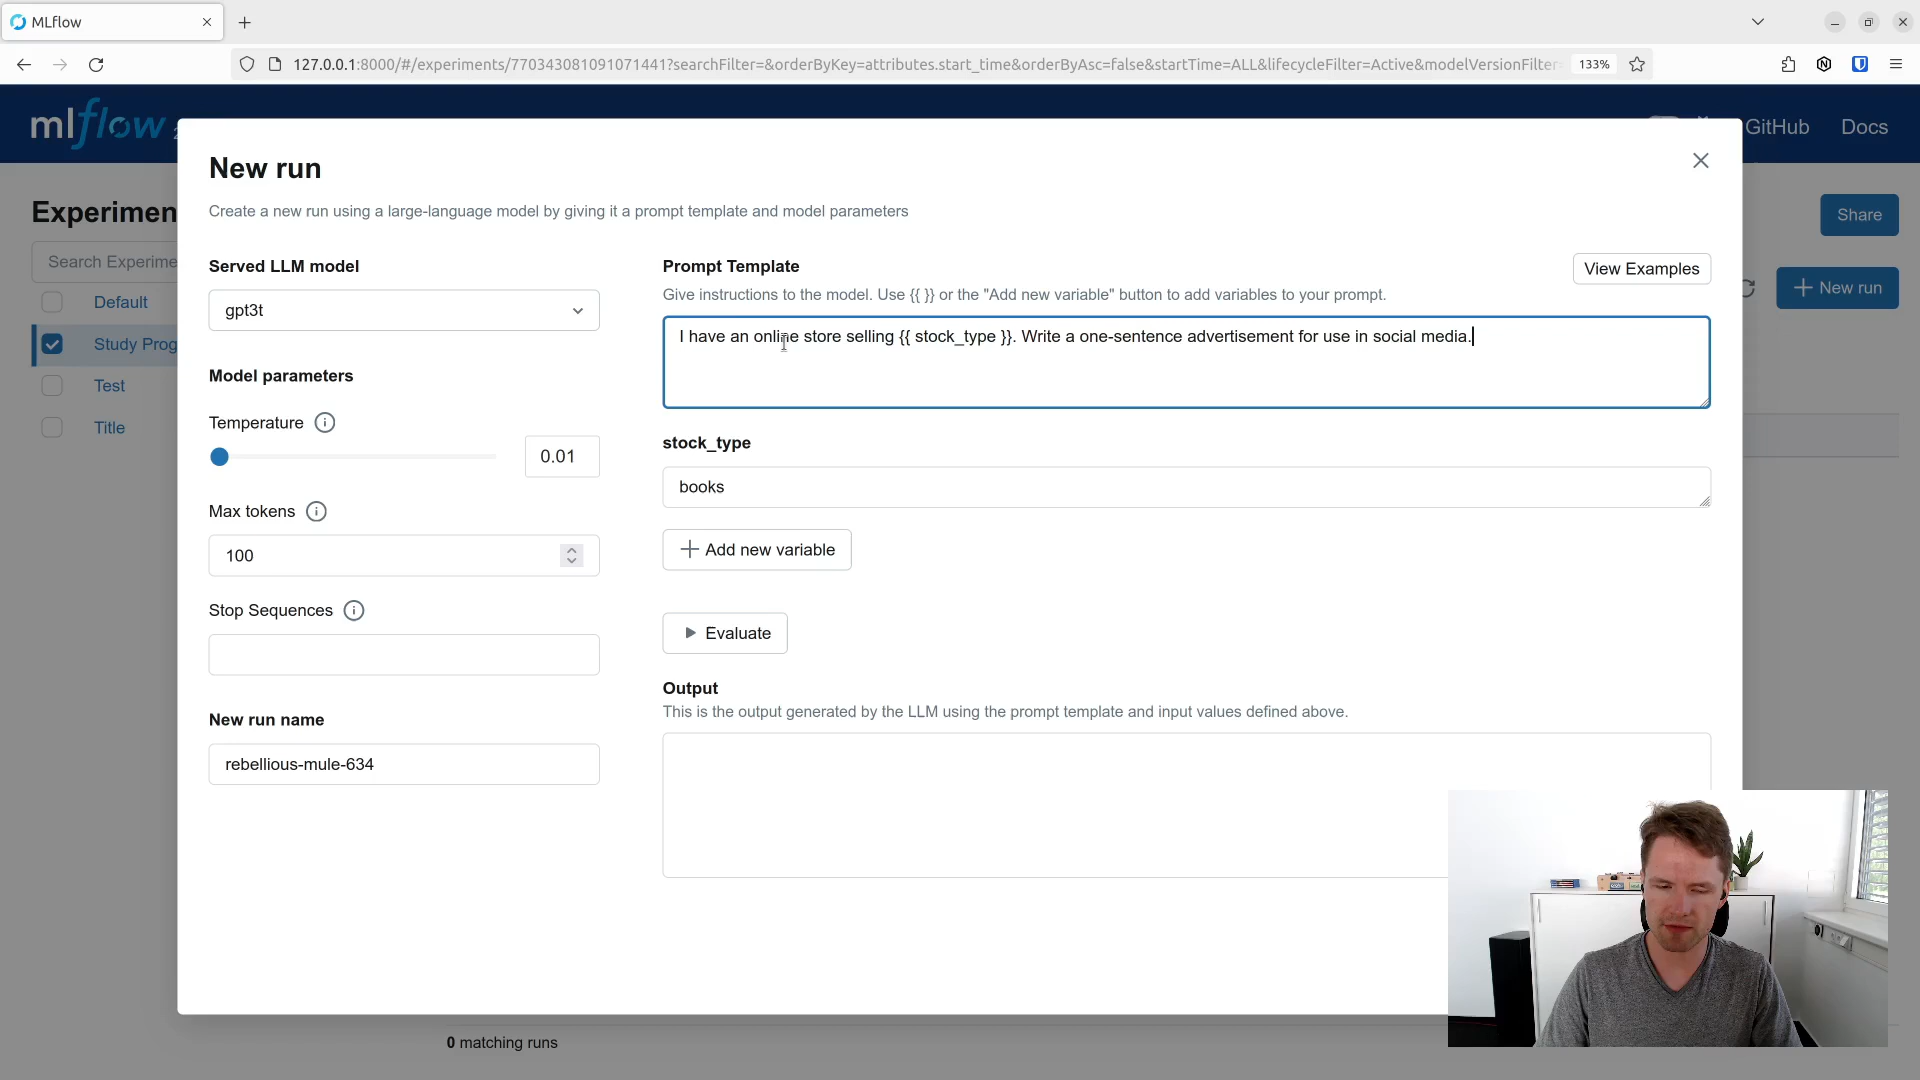 MLflow
127.0.0.1:8000/#/experiments/770343081091071441?searchFilter=&orderByKey=attributes.start_time&orderByAsc=false&startTime=ALL&lifecycleFilter=Active&modelVersionFilter
133%
mlflow
GitHub
Docs
Experimen
Share
Search Experime
New run
Default
Study Prog
Test
Title
New run
Create a new run using a large-language model by giving it a prompt template and model parameters
Served LLM model
gpt3t
Model parameters
Temperature
0.01
Max tokens
100
Stop Sequences
New run name
rebellious-mule-634
Prompt Template
View Examples
Give instructions to the model. Use {{ }} or the "Add new variable" button to add variables to your prompt.
I have an online store selling {{ stock_type }}. Write a one-sentence advertisement for use in social media.
stock_type
books
Add new variable
Evaluate
Output
This is the output generated by the LLM using the prompt template and input values defined above.
0 matching runs